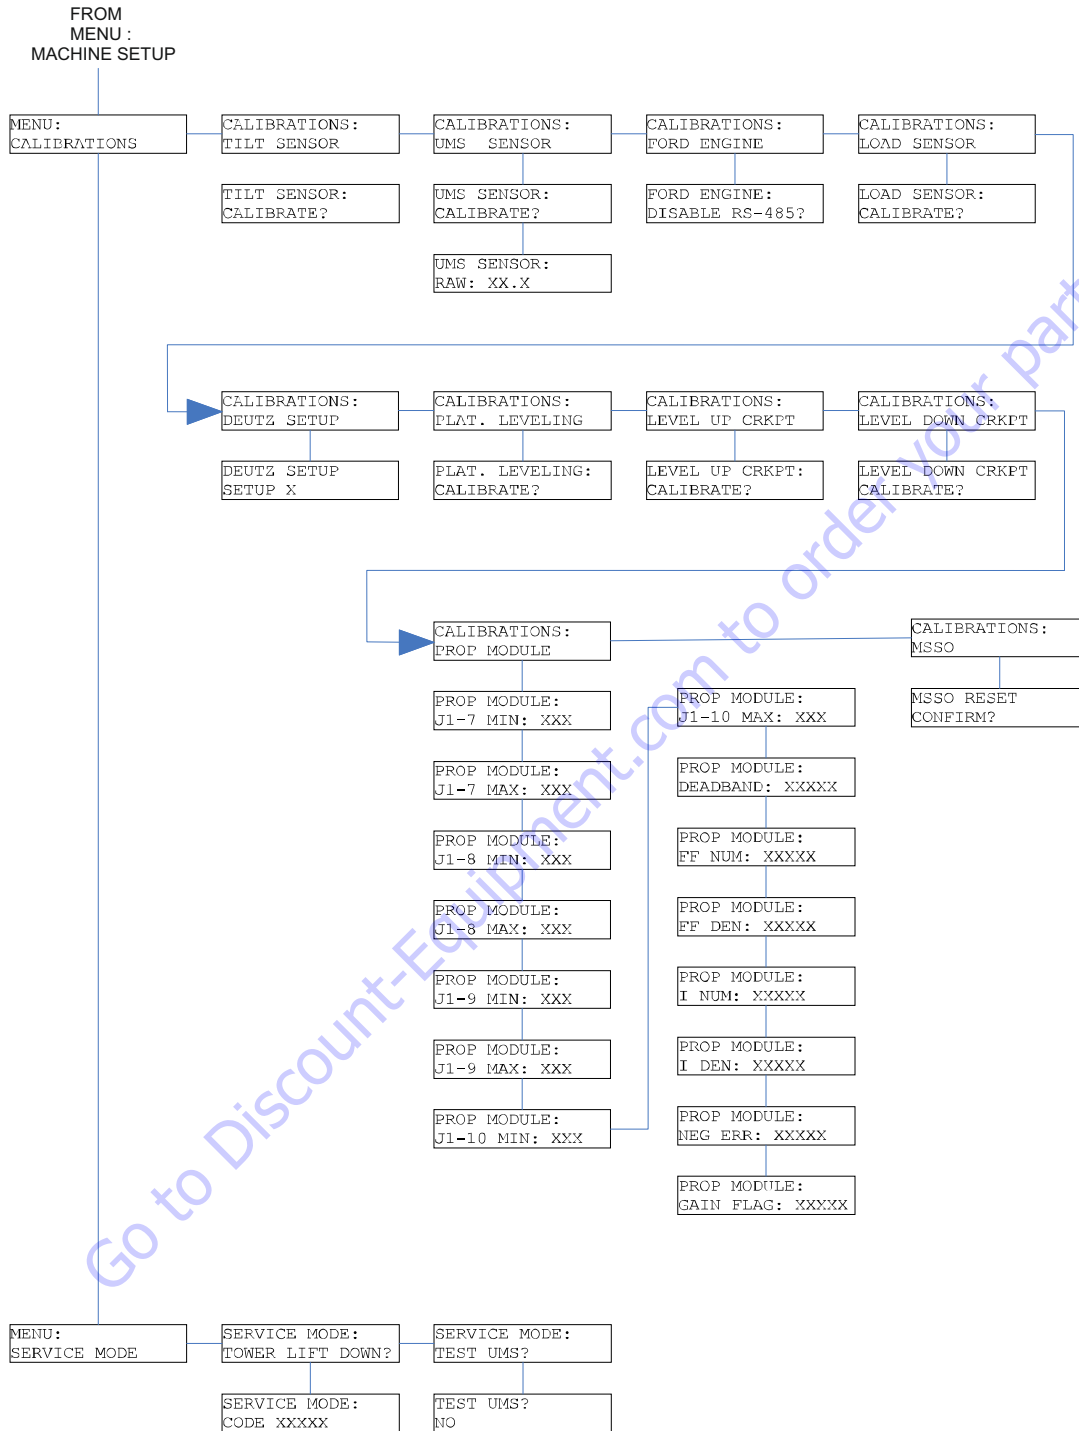 FROM
MENU :
MACHINE SETUP
MENU:
CALIBRATIONS
CALIBRATIONS:
TILT SENSOR
CALIBRATIONS:
UMS SENSOR
CALIBRATIONS:
FORD ENGINE
CALIBRATIONS:
LOAD SENSOR
TILT SENSOR:
CALIBRATE?
UMS SENSOR:
CALIBRATE?
FORD ENGINE:
DISABLE RS-485?
LOAD SENSOR:
CALIBRATE?
UMS SENSOR:
RAW: XX.X
CALIBRATIONS:
DEUTZ SETUP
CALIBRATIONS:
PLAT. LEVELING
CALIBRATIONS:
LEVEL UP CRKPT
CALIBRATIONS:
LEVEL DOWN CRKPT
DEUTZ SETUP
SETUP X
PLAT. LEVELING:
CALIBRATE?
LEVEL UP CRKPT:
CALIBRATE?
LEVEL DOWN CRKPT
CALIBRATE?
CALIBRATIONS:
PROP MODULE
CALIBRATIONS:
MSSO
MSSO RESET
CONFIRM?
PROP MODULE:
J1-7 MIN: XXX
PROP MODULE:
J1-7 MAX: XXX
PROP MODULE:
J1-8 MIN: XXX
PROP MODULE:
J1-8 MAX: XXX
PROP MODULE:
J1-9 MIN: XXX
PROP MODULE:
J1-9 MAX: XXX
PROP MODULE:
J1-10 MIN: XXX
PROP MODULE:
J1-10 MAX: XXX
PROP MODULE:
DEADBAND: XXXXX
PROP MODULE:
FF NUM: XXXXX
PROP MODULE:
FF DEN: XXXXX
PROP MODULE:
I NUM: XXXXX
PROP MODULE:
I DEN: XXXXX
PROP MODULE:
NEG ERR: XXXXX
PROP MODULE:
GAIN FLAG: XXXXX
MENU:
SERVICE MODE
SERVICE MODE:
TOWER LIFT DOWN?
SERVICE MODE:
TEST UMS?
SERVICE MODE:
CODE XXXXX
TEST UMS?
NO
Go to Discount-Equipment.com to order your part